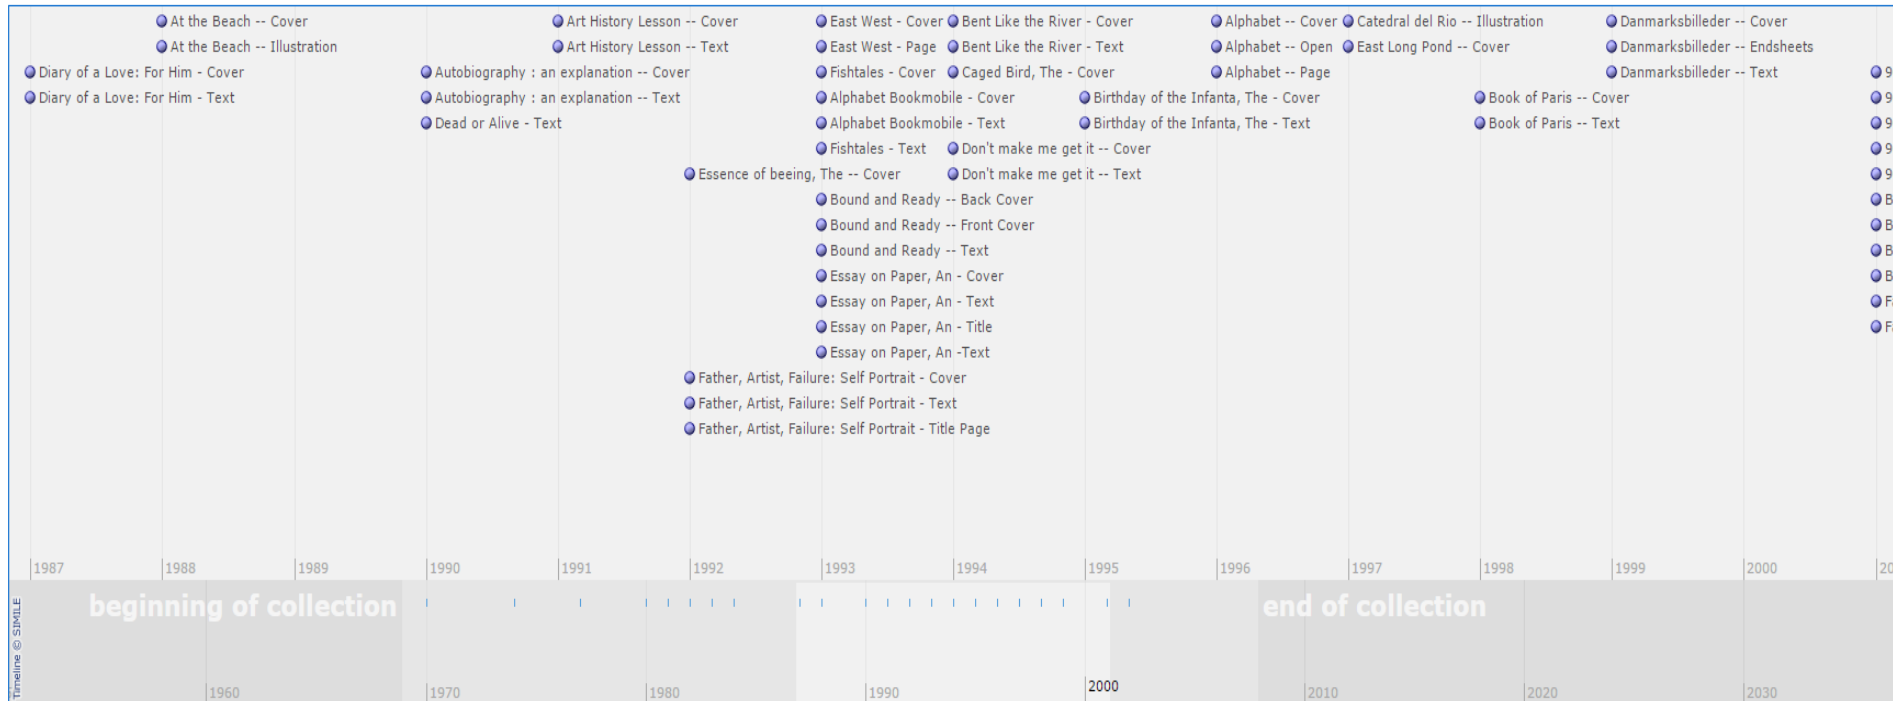 At the Beach -- Cover
Art History Lesson -- Cover
East West - Cover
Bent Like the River - Cover
Alphabet -- Cover
Catedral del Rio -- Illustration
Danmarksbilleder -- Cover
At the Beach -- Illustration
Art History Lesson -- Text
East West - Page
Bent Like the River - Text
Alphabet -- Open
East Long Pond -- Cover
Danmarksbilleder -- Endsheets
Diary of a Love: For Him - Cover
Autobiography : an explanation -- Cover
Fishtales - Cover
Caged Bird, The - Cover
Alphabet -- Page
Danmarksbilleder -- Text
9
Diary of a Love: For Him - Text
Autobiography : an explanation -- Text
Alphabet Bookmobile - Cover
Birthday of the Infanta, The - Cover
Book of Paris -- Cover
9
Dead or Alive - Text
Alphabet Bookmobile - Text
Birthday of the Infanta, The - Text
Book of Paris -- Text
9
Fishtales - Text
Don't make me get it -- Cover
9
Essence of beeing, The -- Cover
Don't make me get it -- Text
9
Bound and Ready -- Back Cover
B
Bound and Ready -- Front Cover
B
Bound and Ready -- Text
B
Essay on Paper, An - Cover
B
Essay on Paper, An - Text
Fa
Essay on Paper, An - Title
Fa
Essay on Paper, An -Text
Father, Artist, Failure: Self Portrait - Cover
Father, Artist, Failure: Self Portrait - Text
Father, Artist, Failure: Self Portrait - Title Page
1987
1988
1989
1990
1991
1992
1993
1994
1995
1996
1997
1998
1999
2000
20
beginning of collection
end of collection
Timeline © SIMILE
1960
1970
1980
1990
2000
2010
2020
2030